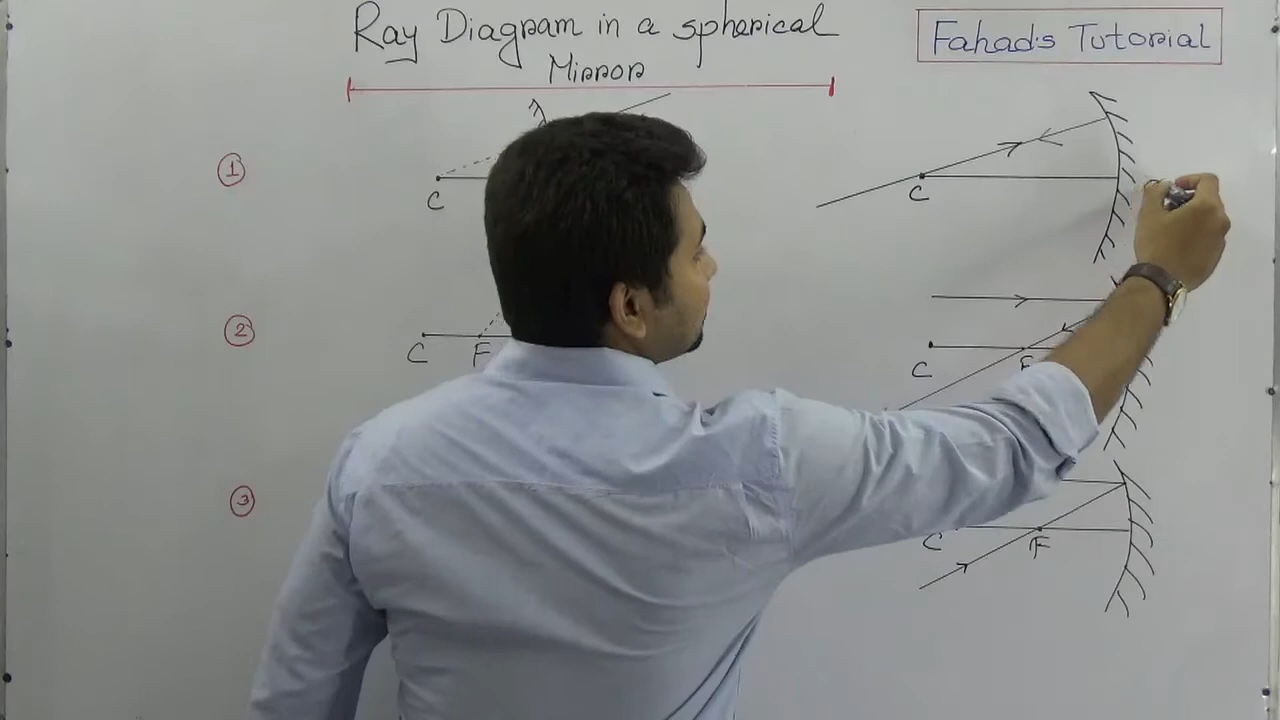 Ray Diagram in a spherical
Mirror
Fahad's Tutorial
1
C
C
2
C F
C F
3
C F